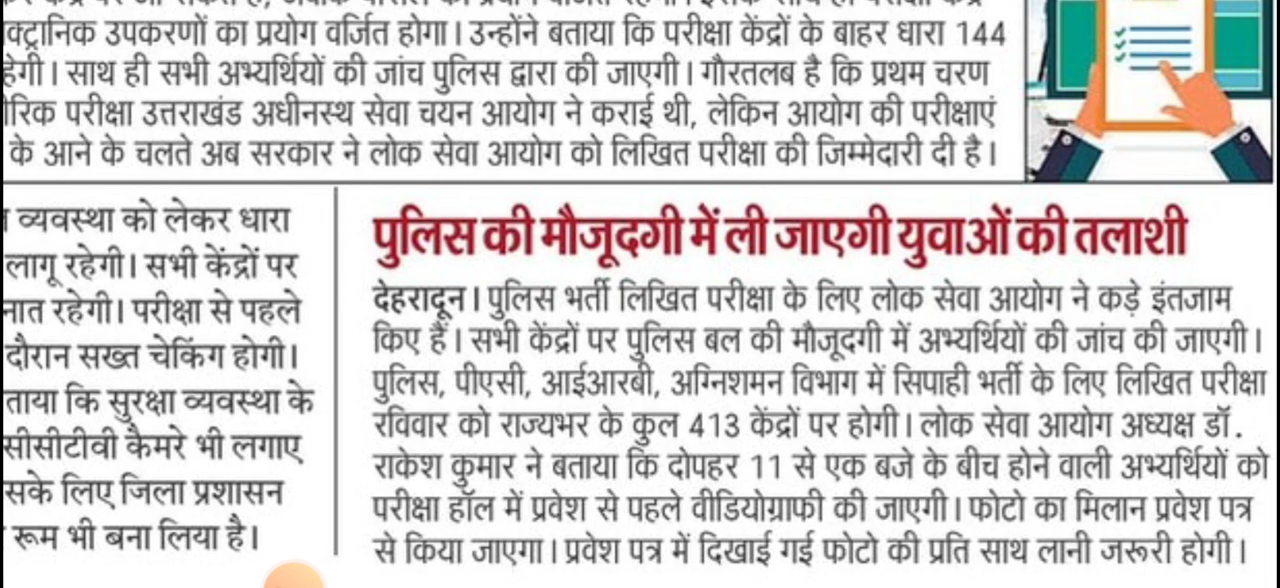 क्ट्रानिक उपकरणों का प्रयोग वर्जित होगा। उन्होंने बताया कि परीक्षा केंद्रों के बाहर धारा 144
हेगी। साथ ही सभी अभ्यर्थियों की जांच पुलिस द्वारा की जाएगी। गौरतलब है कि प्रथम चरण
रिक परीक्षा उत्तराखंड अधीनस्थ सेवा चयन आयोग ने कराई थी, लेकिन आयोग की परीक्षाएं
के आने के चलते अब सरकार ने लोक सेवा आयोग को लिखित परीक्षा की जिम्मेदारी दी है।
व्यवस्था को लेकर धारा
लागू रहेगी। सभी केंद्रों पर
नात रहेगी। परीक्षा से पहले
दौरान सख्त चेकिंग होगी।
ताया कि सुरक्षा व्यवस्था के
सीसीटीवी कैमरे भी लगाए
सके लिए जिला प्रशासन
रूम भी बना लिया है।
पुलिस की मौजूदगी में ली जाएगी युवाओं की तलाशी
देहरादून। पुलिस भर्ती लिखित परीक्षा के लिए लोक सेवा आयोग ने कड़े इंतजाम
किए हैं। सभी केंद्रों पर पुलिस बल की मौजूदगी में अभ्यर्थियों की जांच की जाएगी।
पुलिस, पीएसी, आईआरबी, अग्निशमन विभाग में सिपाही भर्ती के लिए लिखित परीक्षा
रविवार को राज्यभर के कुल 413 केंद्रों पर होगी। लोक सेवा आयोग अध्यक्ष डॉ.
राकेश कुमार ने बताया कि दोपहर 11 से एक बजे के बीच होने वाली अभ्यर्थियों को
परीक्षा हॉल में प्रवेश से पहले वीडियोग्राफी की जाएगी। फोटो का मिलान प्रवेश पत्र
से किया जाएगा। प्रवेश पत्र में दिखाई गई फोटो की प्रति साथ लानी जरूरी होगी।